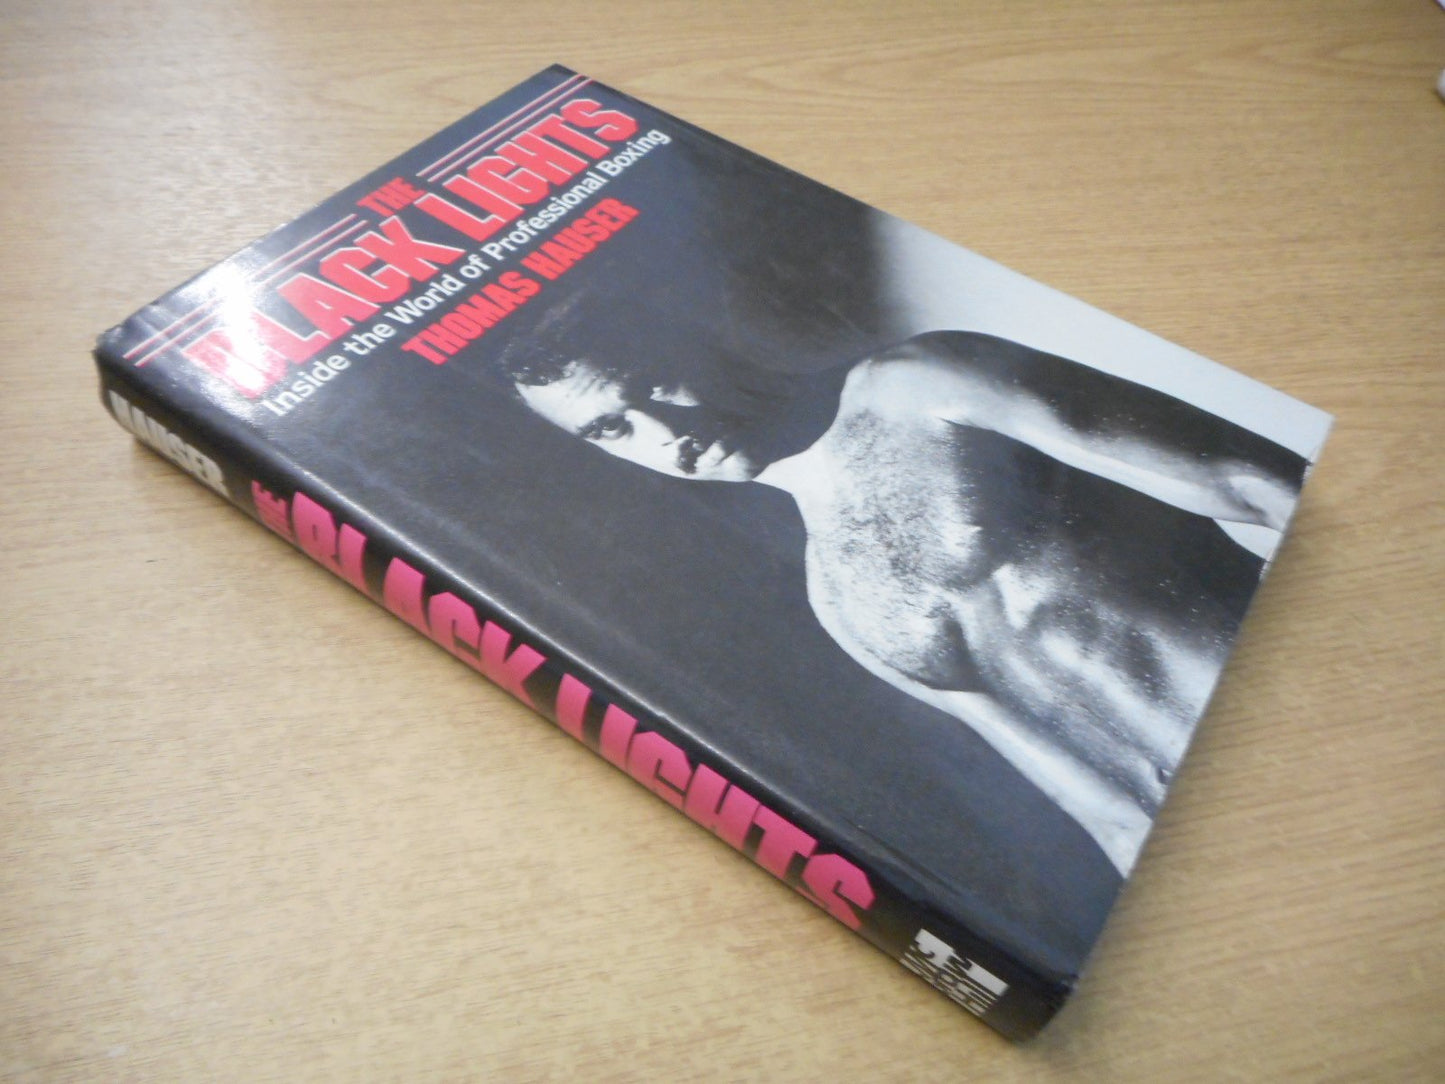 THE
BLACK LIGHTS
Inside the World of Professional Boxing
THOMAS HAUSER
HAUSER
THE BLACK LIGHTS